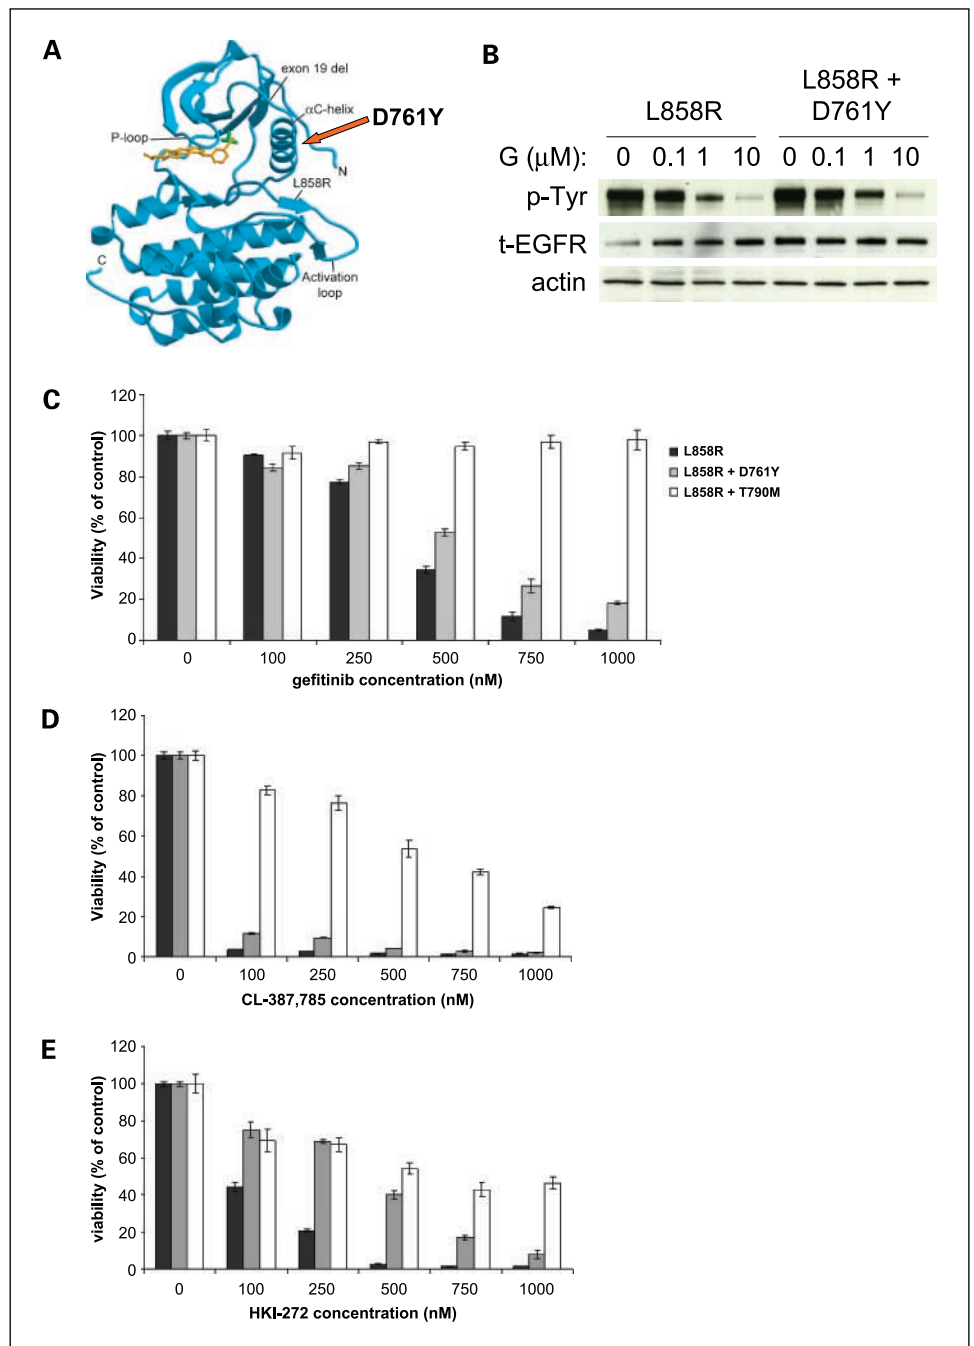 A
exon 19 del
αC-helix
D761Y
P-loop
N
L858R
C
Activation
loop
B
L858R
L858R +
D761Y
G (µM): 0 0.1 1 10 0 0.1 1 10
p-Tyr
t-EGFR
actin
C
120
100
80
60
40
20
0
Viability (% of control)
L858R
L858R + D761Y
L858R + T790M
0 100 250 500 750 1000
gefitinib concentration (nM)
D
120
100
80
60
40
20
0
Viability (% of control)
0 100 250 500 750 1000
CL-387,785 concentration (nM)
E
120
100
80
60
40
20
0
viability (% of control)
0 100 250 500 750 1000
HKI-272 concentration (nM)